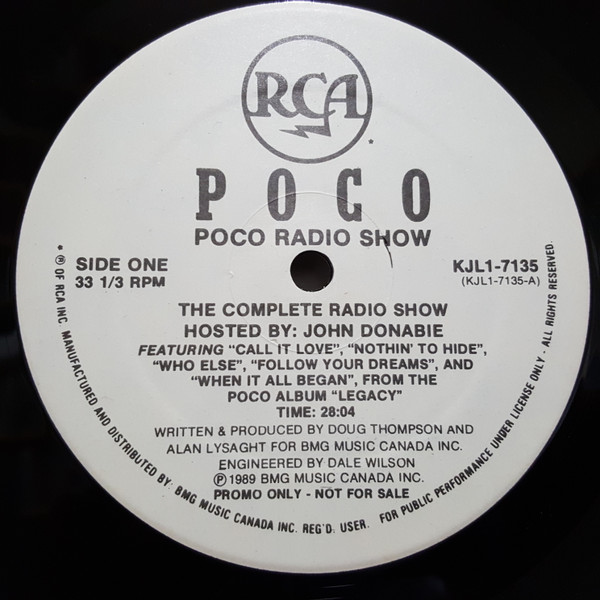 RCA
POCO
POCO RADIO SHOW
SIDE ONE
33 1/3 RPM
KJL1-7135
(KJL1-7135-A)
THE COMPLETE RADIO SHOW
HOSTED BY: JOHN DONABIE
FEATURING "CALL IT LOVE", "NOTHIN' TO HIDE",
"WHO ELSE", "FOLLOW YOUR DREAMS", AND
"WHEN IT ALL BEGAN", FROM THE
POCO ALBUM "LEGACY"
TIME: 28:04
WRITTEN & PRODUCED BY DOUG THOMPSON AND
ALAN LYSAGHT FOR BMG MUSIC CANADA INC.
ENGINEERED BY DALE WILSON
℗ 1989 BMG MUSIC CANADA INC.
PROMO ONLY - NOT FOR SALE
* ® OF RCA INC. MANUFACTURED AND DISTRIBUTED BY: BMG MUSIC CANADA INC. REG'D. USER. FOR PUBLIC PERFORMANCE UNDER LICENSE ONLY - ALL RIGHTS RESERVED.